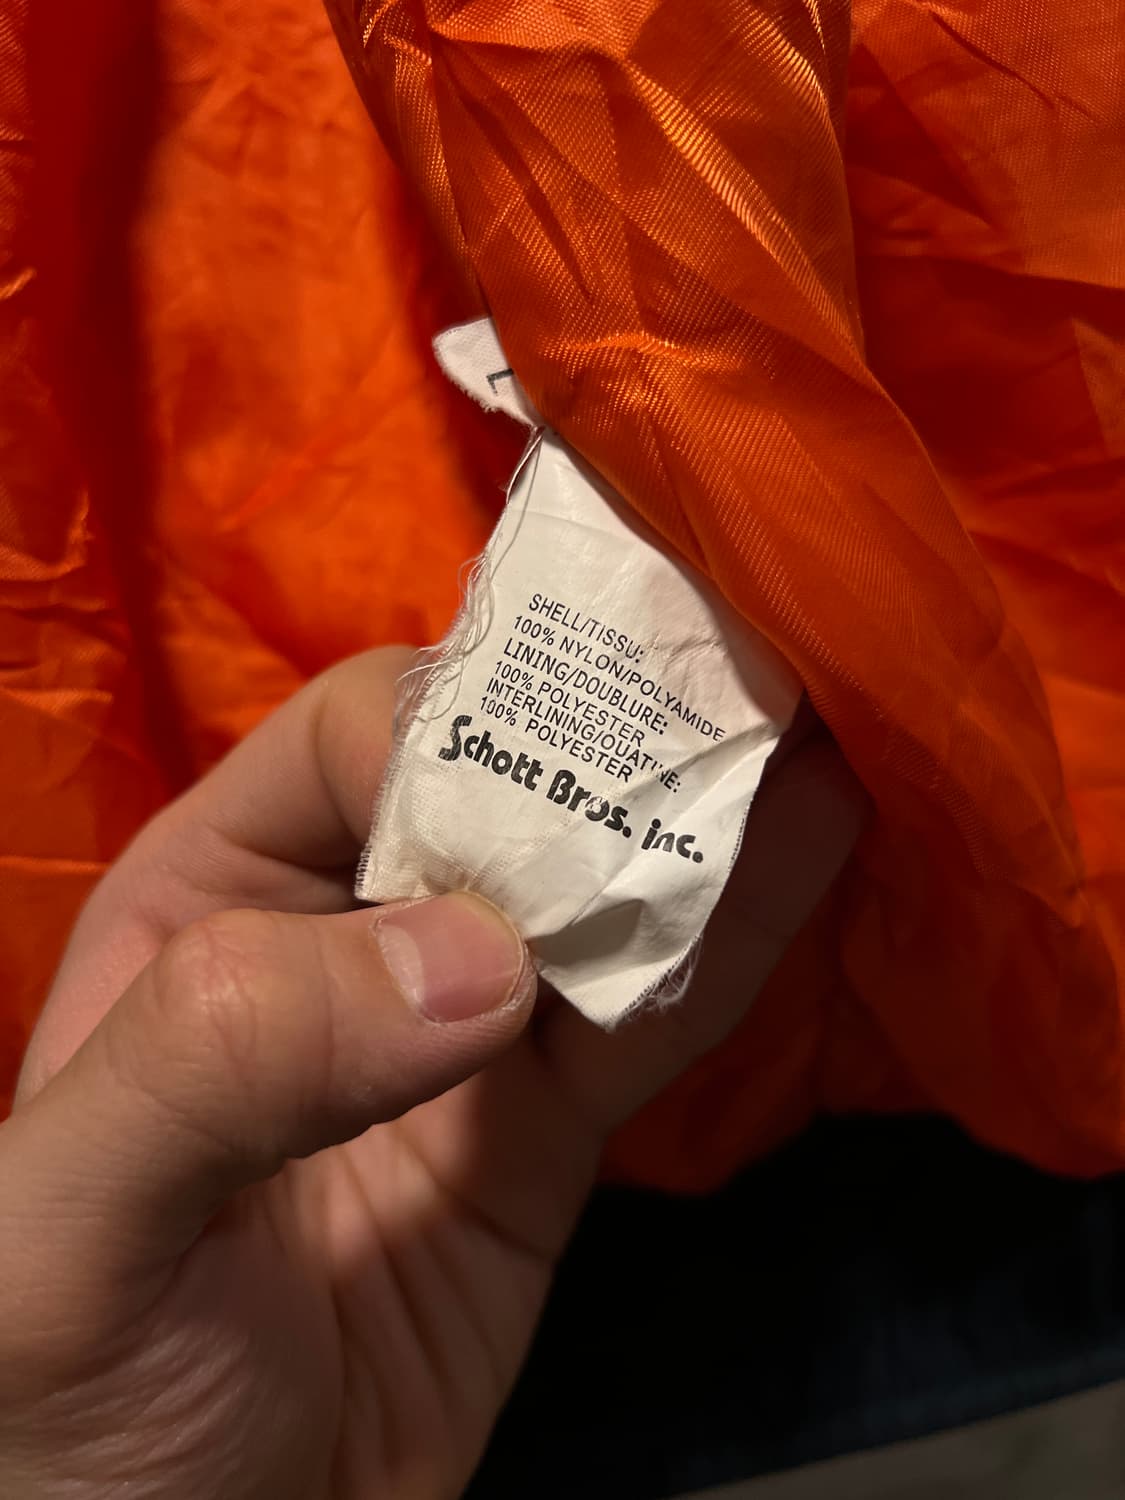 L
SHELL/TISSU:
100% NYLON/POLYAMIDE
LINING/DOUBLURE:
100% POLYESTER
INTERLINING/OUATINE:
100% POLYESTER
Schott Bros. inc.